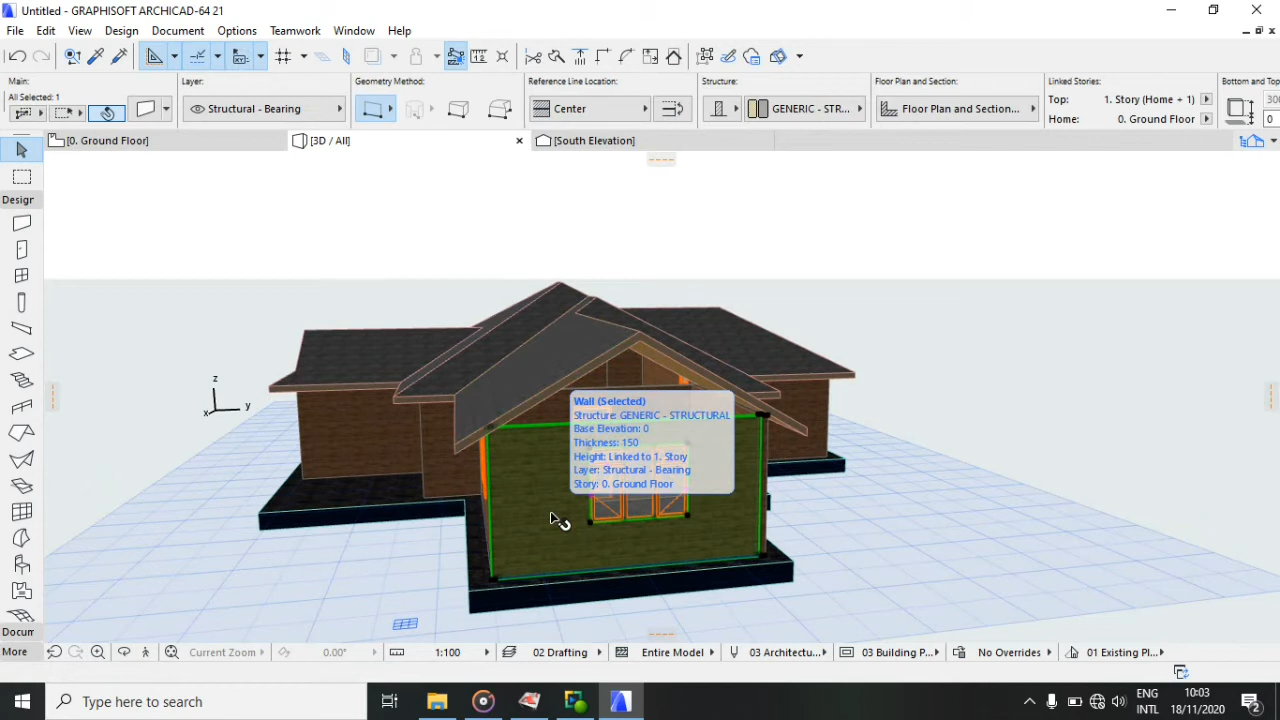 Untitled - GRAPHISOFT ARCHICAD-64 21
File Edit View Design Document Options Teamwork Window Help
Main:
All Selected: 1
Layer:
Structural - Bearing
Geometry Method:
Reference Line Location:
Center
Structure:
GENERIC - STR...
Floor Plan and Section:
Floor Plan and Section...
Linked Stories:
Top: 1. Story (Home + 1)
Home: 0. Ground Floor
Bottom and Top
300
0
[0. Ground Floor]
[3D / All]
[South Elevation]
Design
z
x
y
Wall (Selected)
Structure: GENERIC - STRUCTURAL
Base Elevation: 0
Thickness: 150
Height: Linked to 1. Story
Layer: Structural - Bearing
Story: 0. Ground Floor
Docum
More
Current Zoom
0.00°
1:100
02 Drafting
Entire Model
03 Architectu...
03 Building P...
No Overrides
01 Existing Pl...
Type here to search
ENG
INTL
10:03
18/11/2020
2